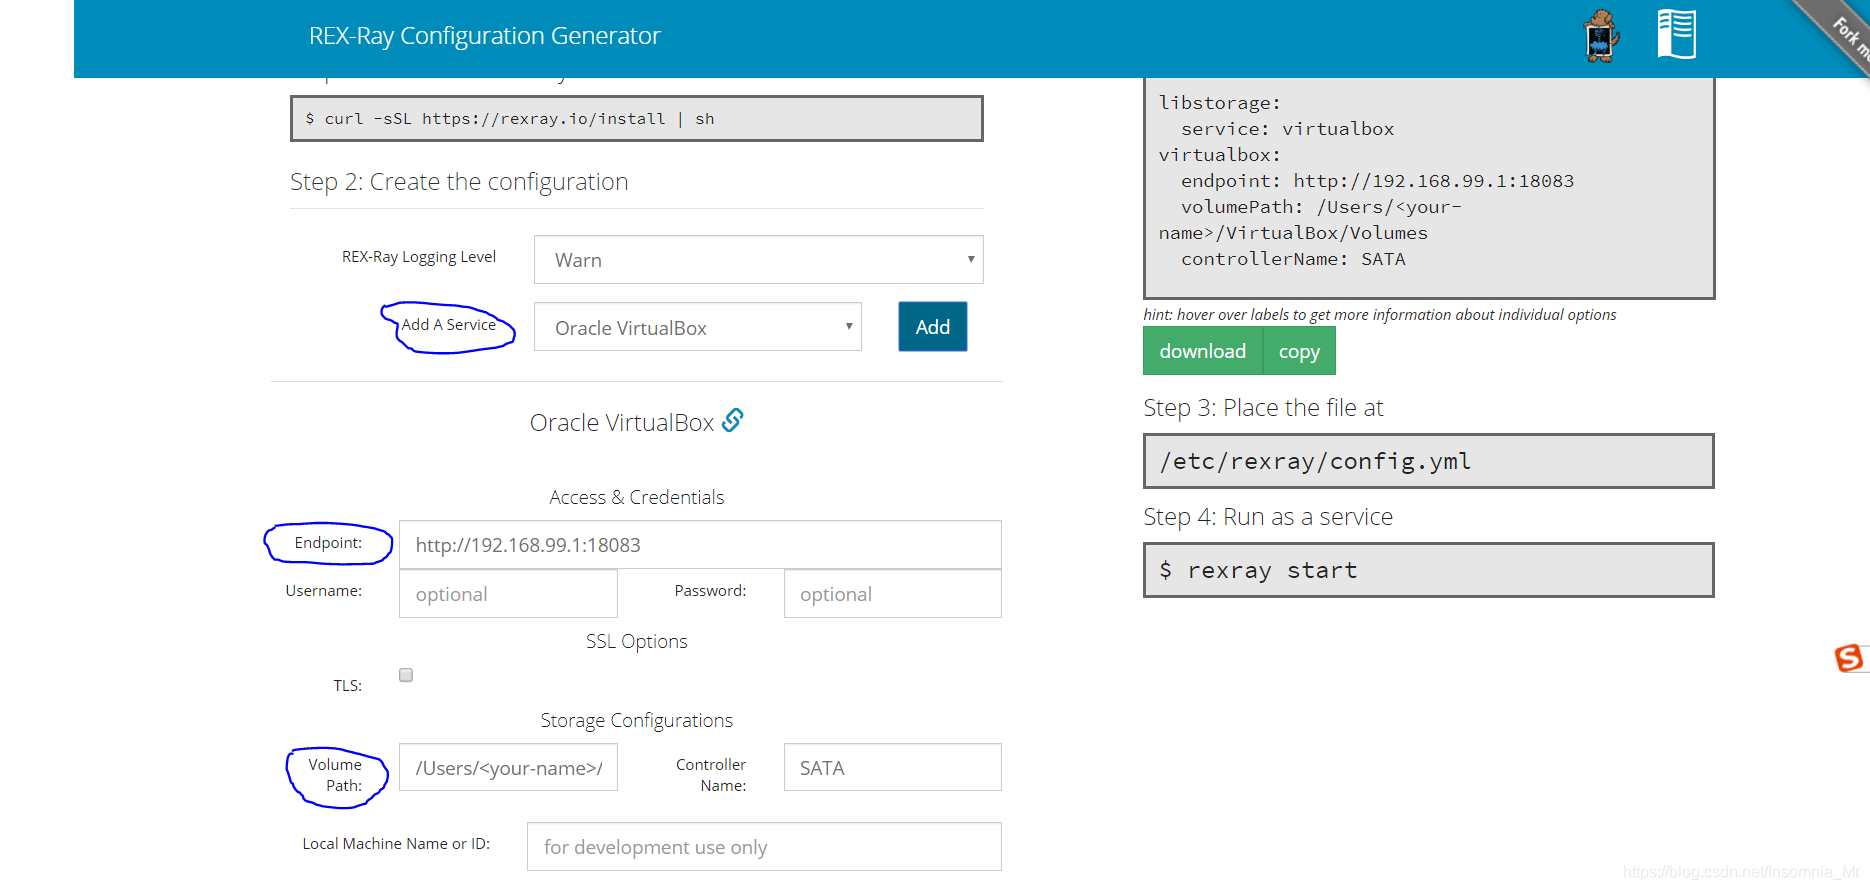 REX-Ray Configuration Generator
Fork me
$ curl -sSL https://rexray.io/install | sh
Step 2: Create the configuration
REX-Ray Logging Level
Warn
Add A Service
Oracle VirtualBox
Add
Oracle VirtualBox
Access & Credentials
Endpoint:
http://192.168.99.1:18083
Username:
optional
Password:
optional
SSL Options
TLS:
Storage Configurations
Volume
Path:
/Users/<your-name>/
Controller
Name:
SATA
Local Machine Name or ID:
for development use only
libstorage:
service: virtualbox
virtualbox:
endpoint: http://192.168.99.1:18083
volumePath: /Users/<your-
name>/VirtualBox/Volumes
controllerName: SATA
hint: hover over labels to get more information about individual options
download
copy
Step 3: Place the file at
/etc/rexray/config.yml
Step 4: Run as a service
$ rexray start
S
https://blog.csdn.net/Insomnia_Mr